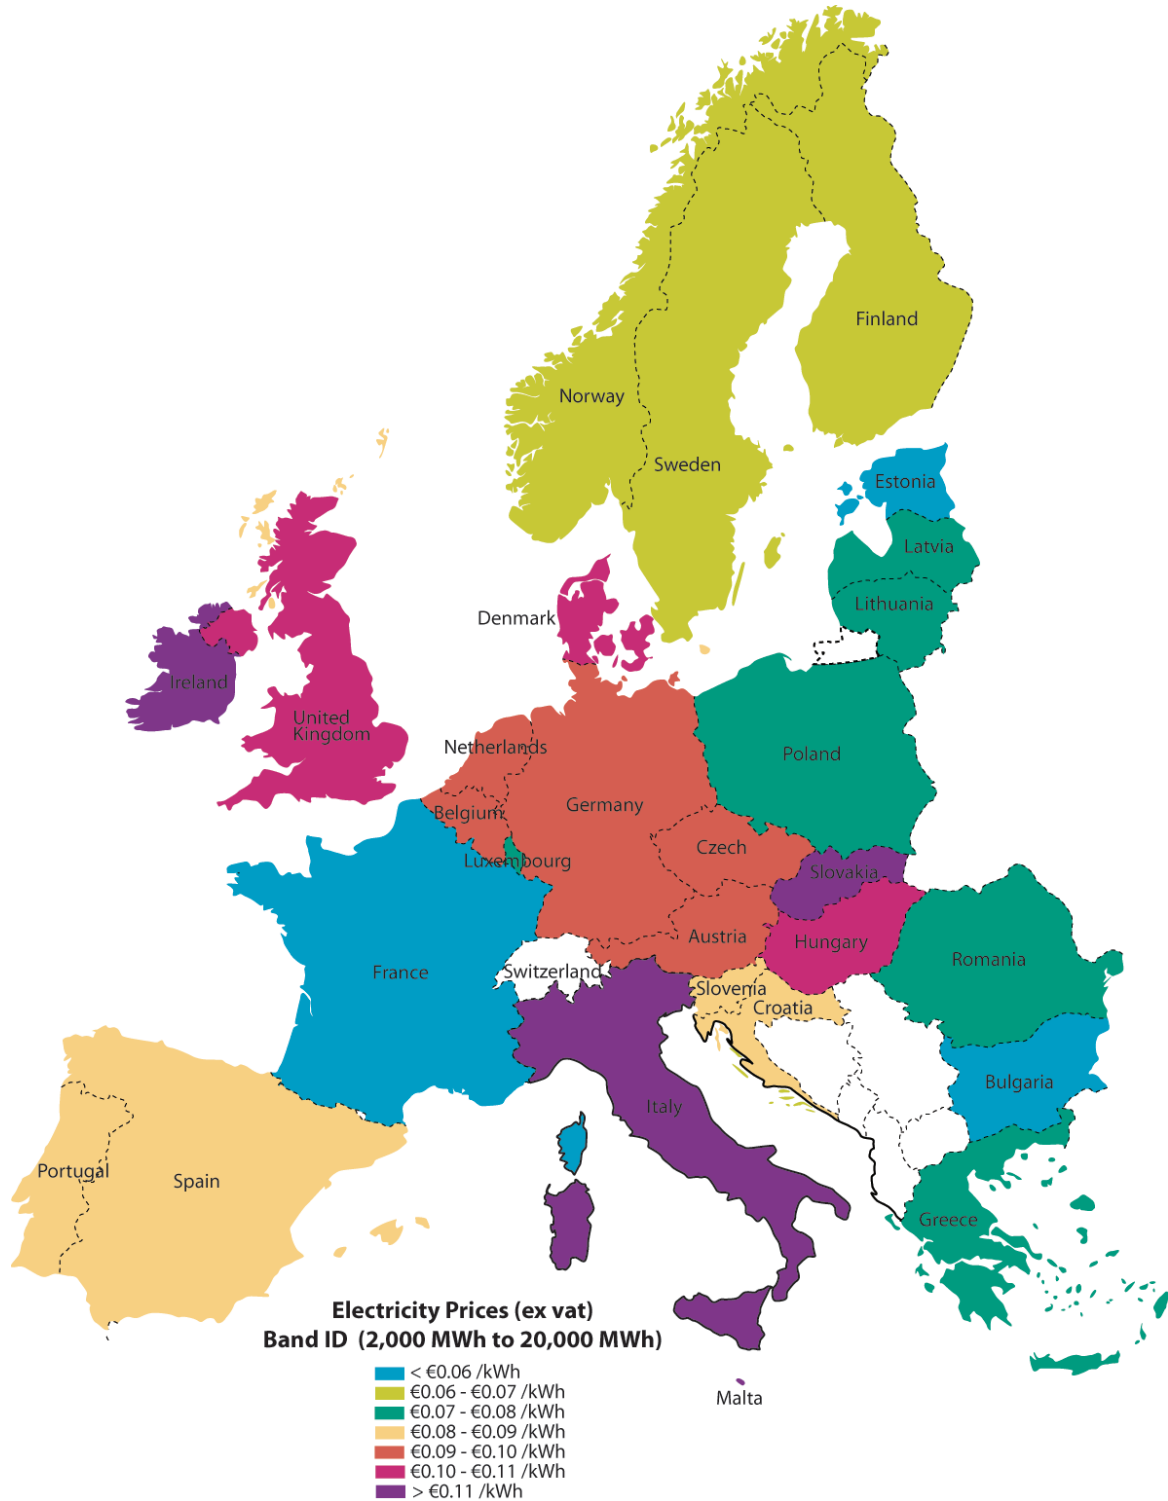 Finland
Norway
Sweden
Estonia
Latvia
Lithuania
Denmark
Ireland
United
Kingdom
Netherlands
Poland
Germany
Belgium
Czech
Luxembourg
Slovakia
Austria
Hungary
Romania
France
Switzerland
Slovenia
Croatia
Bulgaria
Italy
Portugal
Spain
Greece
Electricity Prices (ex vat)
Band ID (2,000 MWh to 20,000 MWh)
< €0.06 /kWh
€0.06 - €0.07 /kWh
€0.07 - €0.08 /kWh
€0.08 - €0.09 /kWh
€0.09 - €0.10 /kWh
€0.10 - €0.11 /kWh
> €0.11 /kWh
Malta